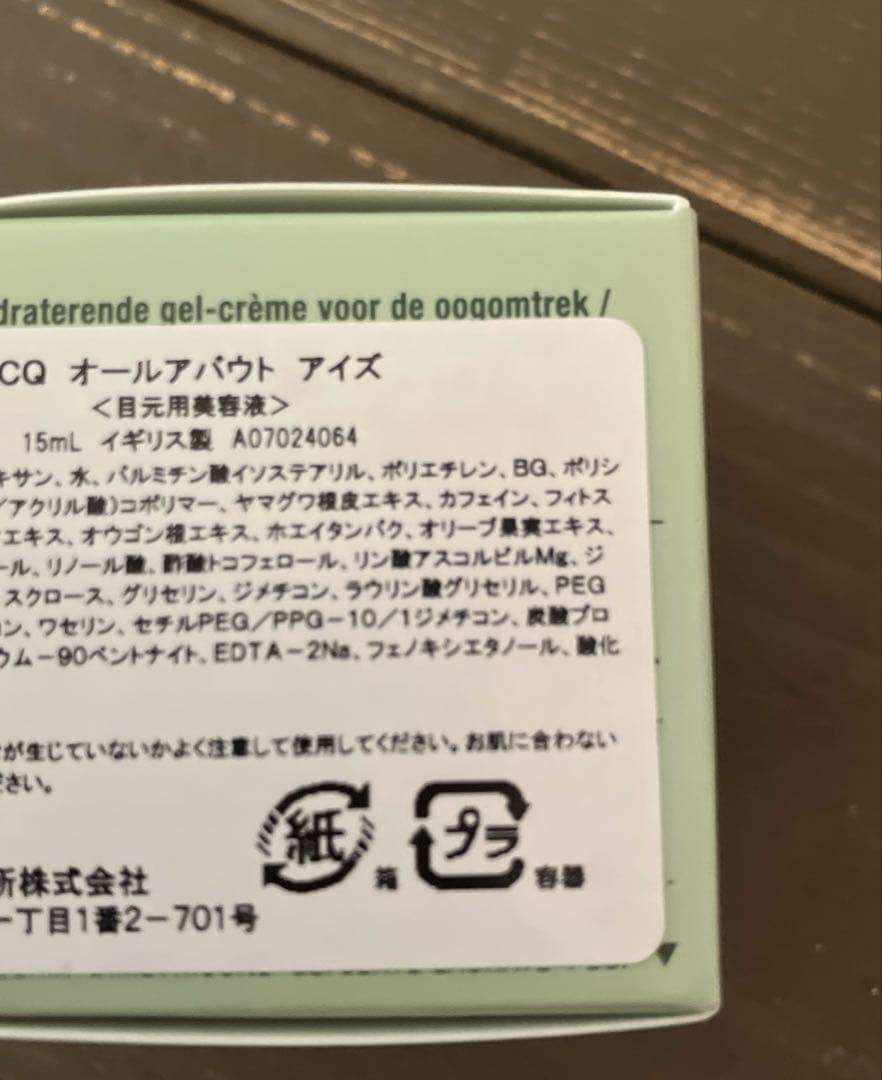 draterende gel-crème voor de oogomtrek /
CQ オールアバウト アイズ
＜目元用美容液＞
15mL イギリス製 A07024064
キサン、水、パルミチン酸イソステアリル、ポリエチレン、BG、ポリシ
／アクリル酸）コポリマー、ヤマグワ根皮エキス、カフェイン、フィトス
エキス、オウゴン根エキス、ホエイタンパク、オリーブ果実エキス、
ール、リノール酸、酢酸トコフェロール、リン酸アスコルビルMg、ジ
スクロース、グリセリン、ジメチコン、ラウリン酸グリセリル、PEG
ン、ワセリン、セチルPEG／PPG－10／1ジメチコン、炭酸プロ
ウム－90ベントナイト、EDTA－2Na、フェノキシエタノール、酸化
が生じていないかよく注意して使用してください。お肌に合わない
ださい。
紙 箱 プラ 容器
所株式会社
一丁目1番2－701号